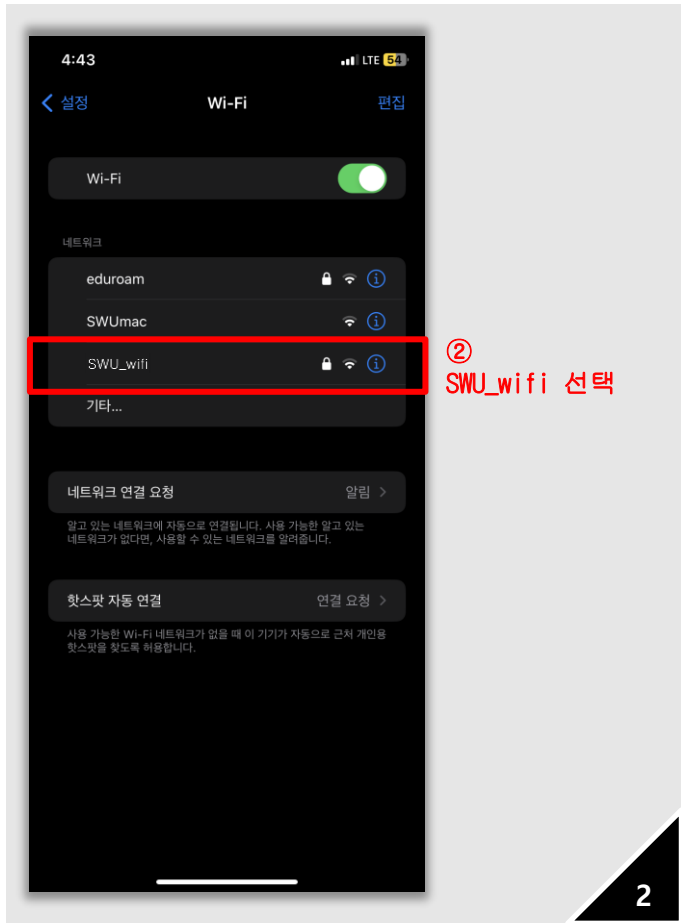 4:43
LTE 54
설정
Wi-Fi
편집
Wi-Fi
네트워크
eduroam
SWUmac
SWU_wifi
②
SWU_wifi 선택
기타...
네트워크 연결 요청
알림
알고 있는 네트워크에 자동으로 연결됩니다. 사용 가능한 알고 있는
네트워크가 없다면, 사용할 수 있는 네트워크를 알려줍니다.
핫스팟 자동 연결
연결 요청
사용 가능한 Wi-Fi 네트워크가 없을 때 이 기기가 자동으로 근처 개인용
핫스팟을 찾도록 허용합니다.
2